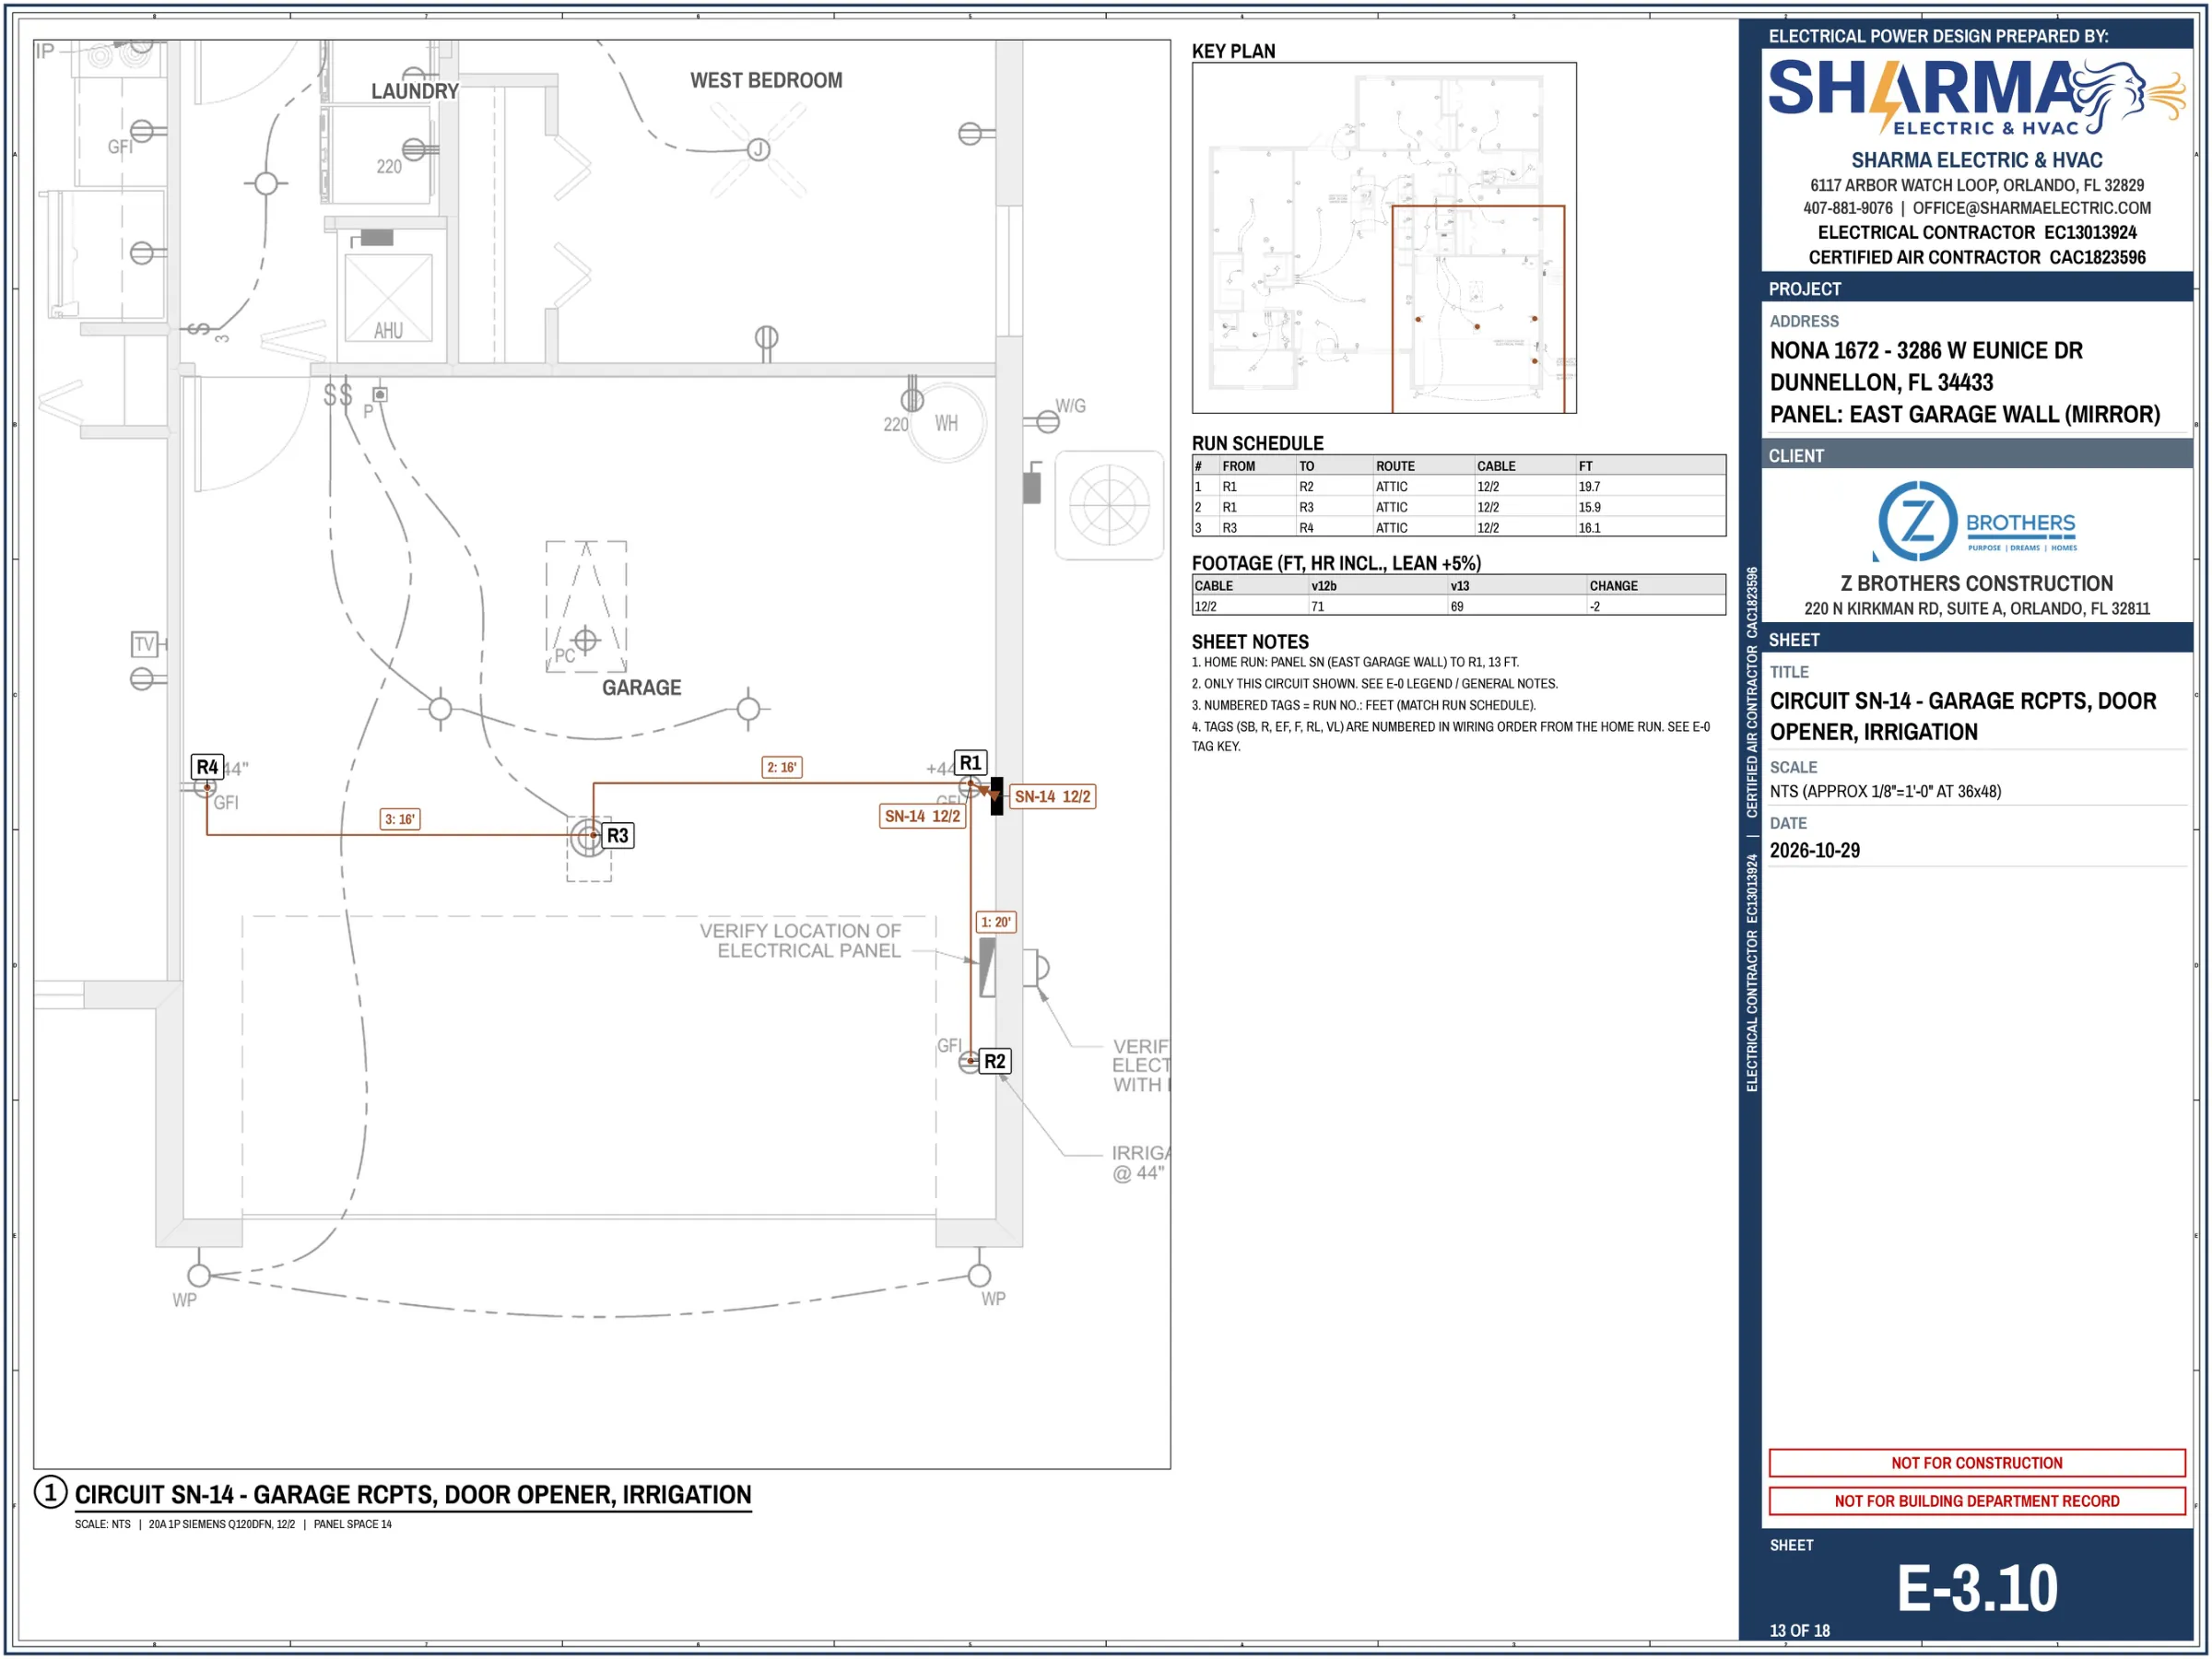 IP
LAUNDRY
WEST BEDROOM
GFI
220
J
AHU
S
3
S S
P
220
WH
W/G
TV
PC
GARAGE
R4
44"
GFI
2: 16'
+44
R1
GFI
SN-14 12/2
SN-14 12/2
3: 16'
R3
1: 20'
VERIFY LOCATION OF
ELECTRICAL PANEL
GFI
R2
VERIF
ELECT
WITH
IRRIGA
@ 44"
WP
WP
1 CIRCUIT SN-14 - GARAGE RCPTS, DOOR OPENER, IRRIGATION
SCALE: NTS | 20A 1P SIEMENS Q120DFN, 12/2 | PANEL SPACE 14
KEY PLAN
RUN SCHEDULE
# FROM TO ROUTE CABLE FT
1 R1 R2 ATTIC 12/2 19.7
2 R1 R3 ATTIC 12/2 15.9
3 R3 R4 ATTIC 12/2 16.1
FOOTAGE (FT, HR INCL., LEAN +5%)
CABLE v12b v13 CHANGE
12/2 71 69 -2
SHEET NOTES
1. HOME RUN: PANEL SN (EAST GARAGE WALL) TO R1, 13 FT.
2. ONLY THIS CIRCUIT SHOWN. SEE E-0 LEGEND / GENERAL NOTES.
3. NUMBERED TAGS = RUN NO.: FEET (MATCH RUN SCHEDULE).
4. TAGS (SB, R, EF, F, RL, VL) ARE NUMBERED IN WIRING ORDER FROM THE HOME RUN. SEE E-0
TAG KEY.
ELECTRICAL CONTRACTOR EC13013924 | CERTIFIED AIR CONTRACTOR CAC1823596
ELECTRICAL POWER DESIGN PREPARED BY:
SHARMA
ELECTRIC & HVAC
SHARMA ELECTRIC & HVAC
6117 ARBOR WATCH LOOP, ORLANDO, FL 32829
407-881-9076 | OFFICE@SHARMAELECTRIC.COM
ELECTRICAL CONTRACTOR EC13013924
CERTIFIED AIR CONTRACTOR CAC1823596
PROJECT
ADDRESS
NONA 1672 - 3286 W EUNICE DR
DUNNELLON, FL 34433
PANEL: EAST GARAGE WALL (MIRROR)
CLIENT
Z BROTHERS
PURPOSE | DREAMS | HOMES
Z BROTHERS CONSTRUCTION
220 N KIRKMAN RD, SUITE A, ORLANDO, FL 32811
SHEET
TITLE
CIRCUIT SN-14 - GARAGE RCPTS, DOOR
OPENER, IRRIGATION
SCALE
NTS (APPROX 1/8"=1'-0" AT 36x48)
DATE
2026-10-29
NOT FOR CONSTRUCTION
NOT FOR BUILDING DEPARTMENT RECORD
SHEET
E-3.10
13 OF 18